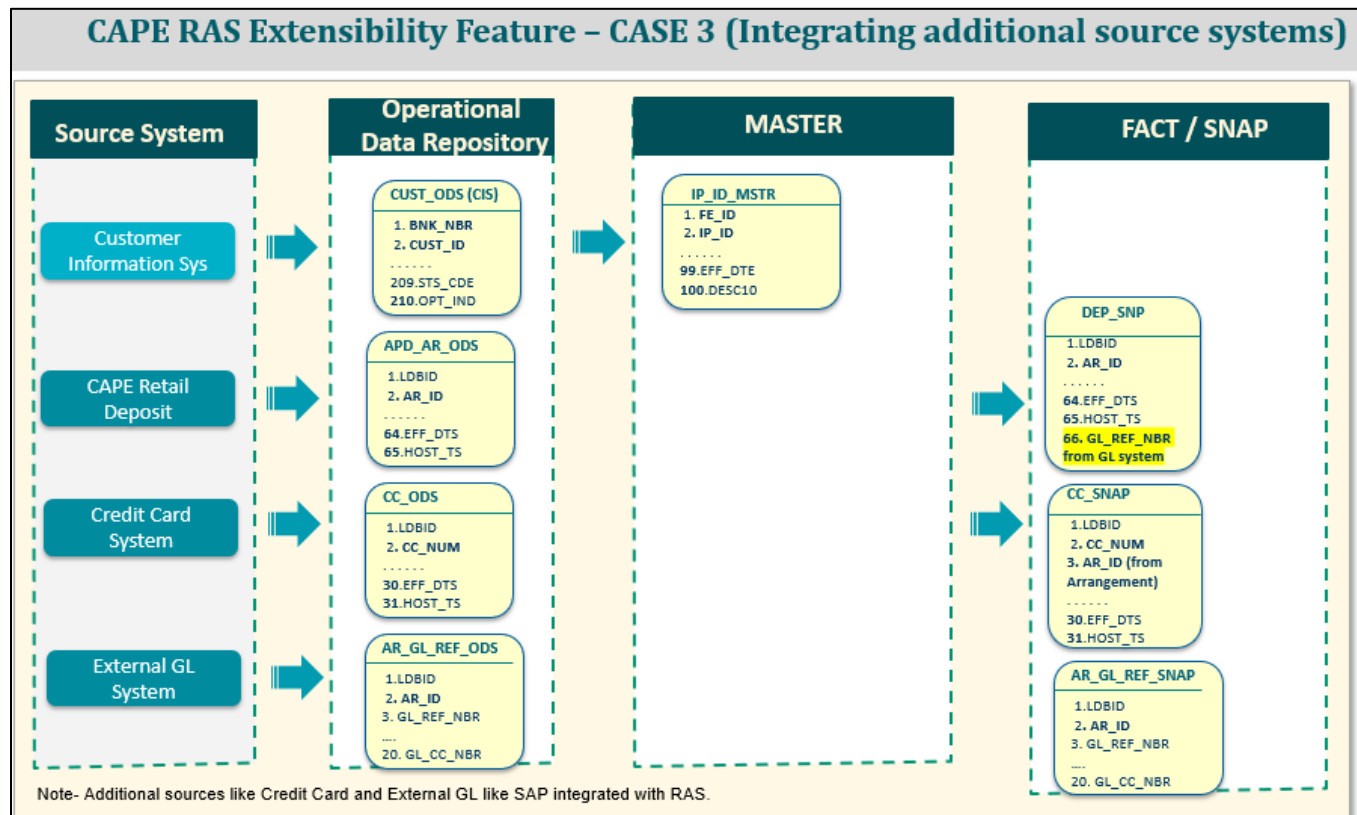 CAPE RAS Extensibility Feature – CASE 3 (Integrating additional source systems)
Source System
Customer
Information Sys
CAPE Retail
Deposit
Credit Card
System
External GL
System
Operational
Data Repository
CUST_ODS (CIS)
1. BNK_NBR
2. CUST_ID
. . . . . .
209.STS_CDE
210.OPT_IND
APD_AR_ODS
1.LDBID
2. AR_ID
. . . . . .
64.EFF_DTS
65.HOST_TS
CC_ODS
1.LDBID
2. CC_NUM
. . . . . .
30.EFF_DTS
31.HOST_TS
AR_GL_REF_ODS
1.LDBID
2. AR_ID
3. GL_REF_NBR
....
20. GL_CC_NBR
MASTER
IP_ID_MSTR
1. FE_ID
2. IP_ID
. . . . . .
99.EFF_DTE
100.DESC10
FACT / SNAP
DEP_SNP
1.LDBID
2. AR_ID
. . . . . .
64.EFF_DTS
65.HOST_TS
66. GL_REF_NBR
from GL system
CC_SNAP
1.LDBID
2. CC_NUM
3. AR_ID (from
Arrangement)
. . . . . .
30.EFF_DTS
31.HOST_TS
AR_GL_REF_SNAP
1.LDBID
2. AR_ID
3. GL_REF_NBR
....
20. GL_CC_NBR
Note- Additional sources like Credit Card and External GL like SAP integrated with RAS.